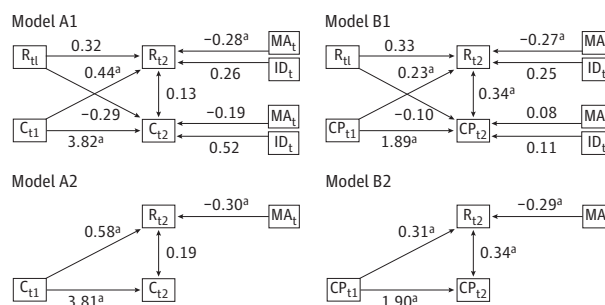 Model A1
R_tl
0.32
R_t2
−0.28^a
MA_t
0.26
ID_t
0.44^a
0.13
−0.29
−0.19
MA_t
C_t1
3.82^a
C_t2
0.52
ID_t
Model B1
R_tl
0.33
R_t2
−0.27^a
MA
0.25
ID_t
0.23^a
0.34^a
−0.10
0.08
MA
CP_t1
1.89^a
CP_t2
0.11
ID_t
Model A2
R_t2
−0.30^a
MA_t
0.58^a
0.19
C_t1
3.81^a
C_t2
Model B2
R_t2
−0.29^a
MA
0.31^a
0.34^a
CP_t1
1.90^a
CP_t2